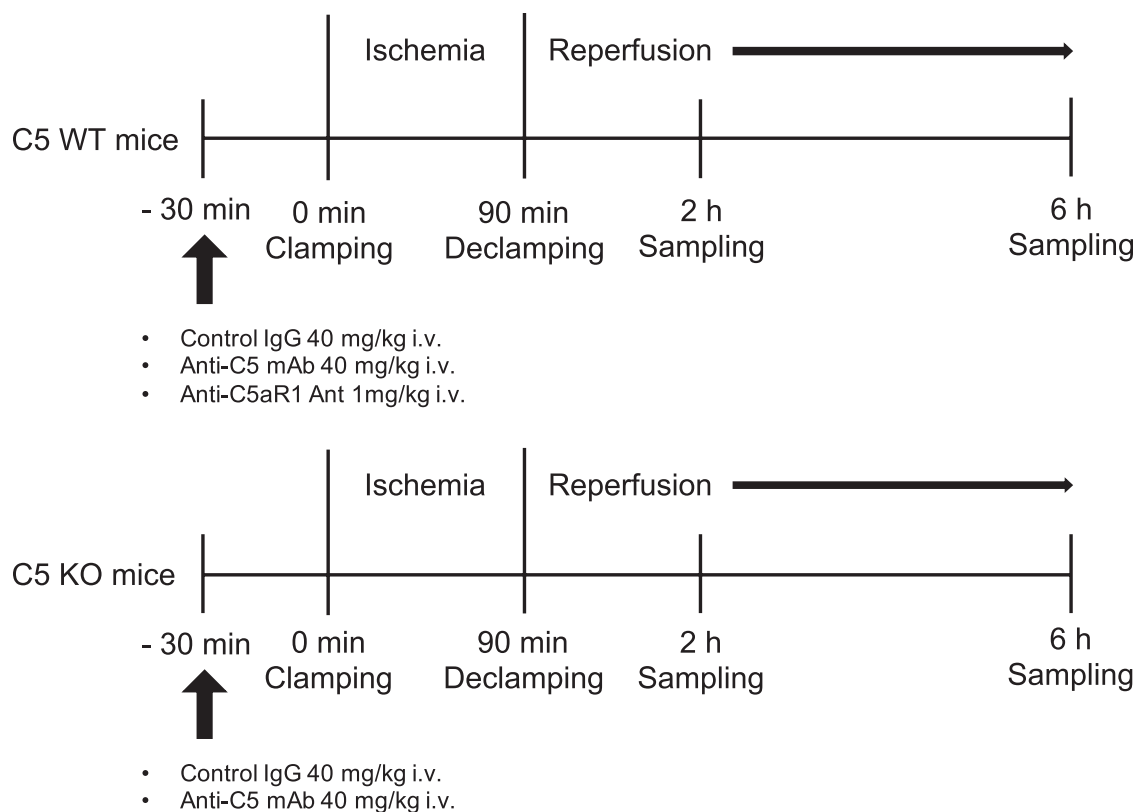 Ischemia Reperfusion
C5 WT mice
- 30 min 0 min 90 min 2 h 6 h
Clamping Declamping Sampling Sampling
• Control IgG 40 mg/kg i.v.
• Anti-C5 mAb 40 mg/kg i.v.
• Anti-C5aR1 Ant 1mg/kg i.v.
Ischemia Reperfusion
C5 KO mice
- 30 min 0 min 90 min 2 h 6 h
Clamping Declamping Sampling Sampling
• Control IgG 40 mg/kg i.v.
• Anti-C5 mAb 40 mg/kg i.v.